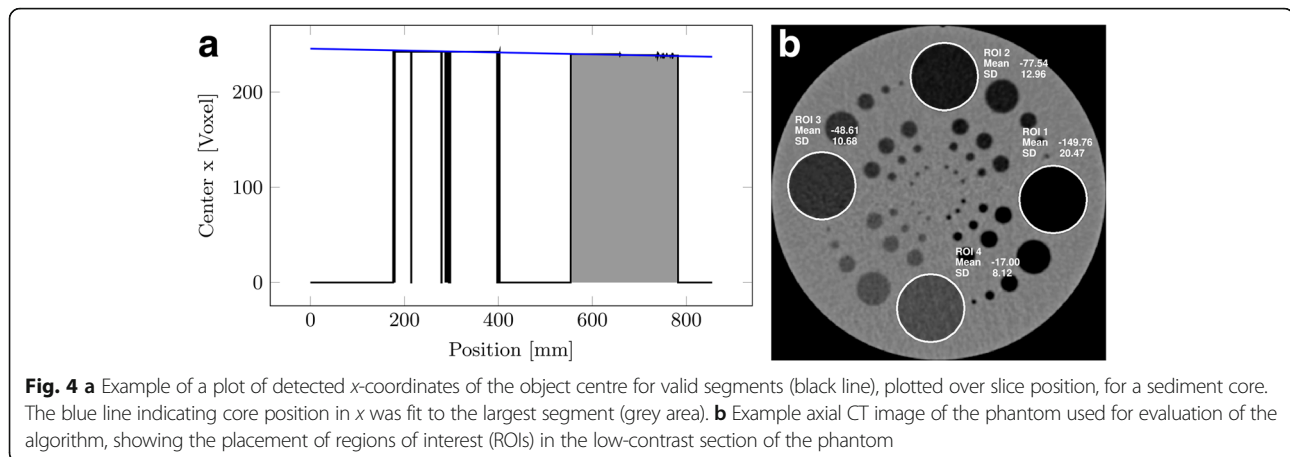 a
200
100
0
0
200
400
600
800
Center x [Voxel]
Position [mm]
b
ROI 2
Mean -77.54
SD 12.96
ROI 3
Mean -48.61
SD 10.68
ROI 1
Mean -149.76
SD 20.47
ROI 4
Mean -17.00
SD 8.12
Fig. 4 a Example of a plot of detected x-coordinates of the object centre for valid segments (black line), plotted over slice position, for a sediment core.
The blue line indicating core position in x was fit to the largest segment (grey area). b Example axial CT image of the phantom used for evaluation of the
algorithm, showing the placement of regions of interest (ROIs) in the low-contrast section of the phantom